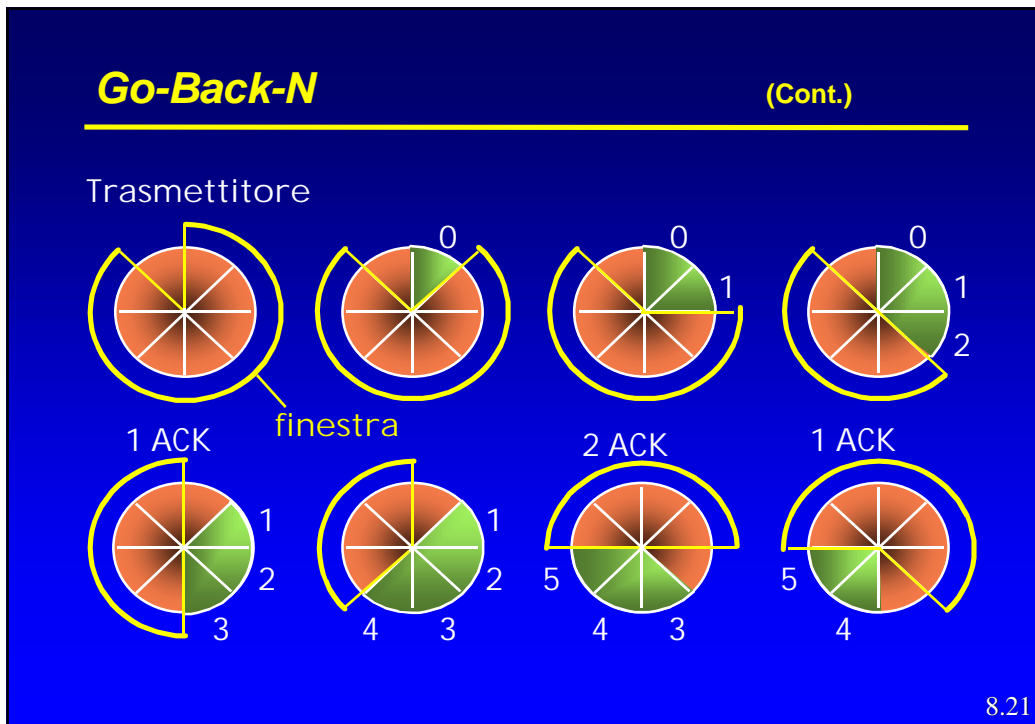 Go-Back-N (Cont.)
Trasmettitore
0 0 0
1 1
2
finestra
1 ACK 2 ACK 1 ACK
1 1
2 2 5 5
3 4 3 4 3 4
8.21